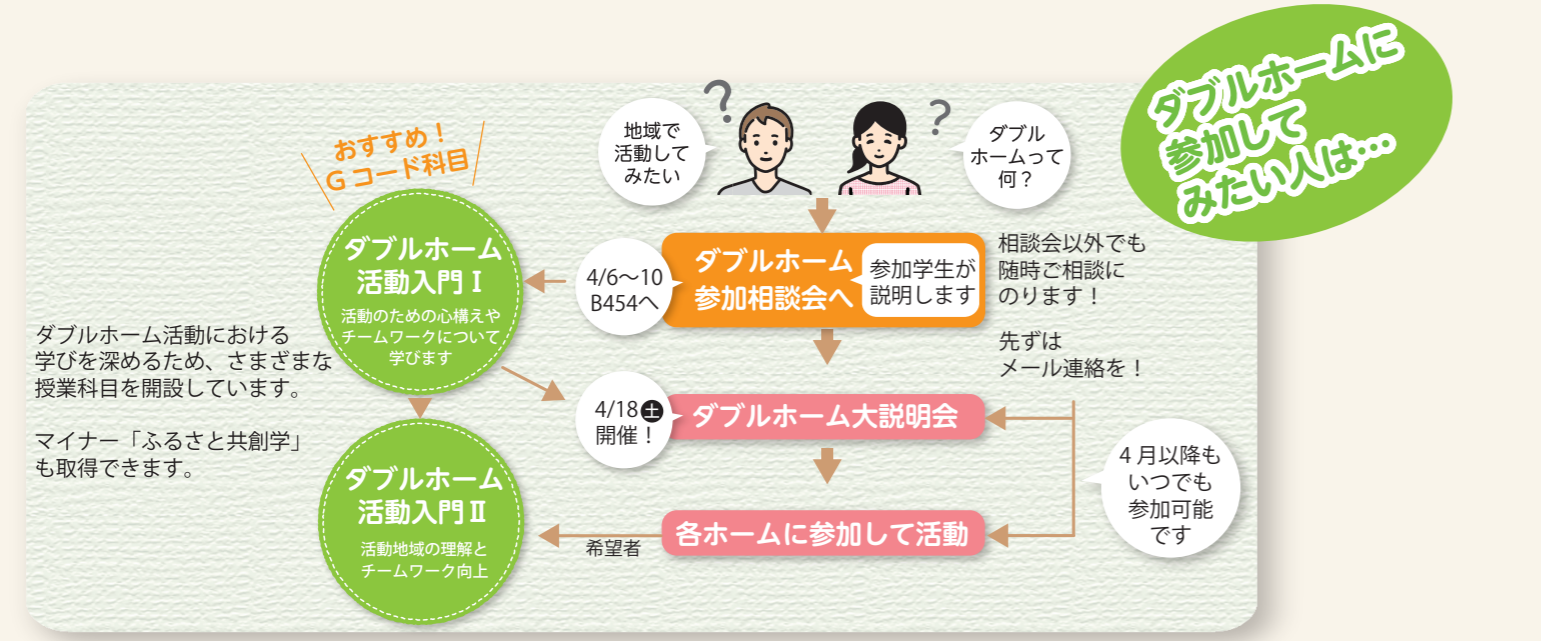 ダブルホームに
参加して
みたい人は…
?
?
地域で
活動して
みたい
ダブル
ホームって
何？
おすすめ！
Gコード科目
ダブルホーム
活動入門Ⅰ
活動のための心構えや
チームワークについて
学びます
4/6〜10
B454へ
ダブルホーム
参加相談会へ
参加学生が
説明します
相談会以外でも
随時ご相談に
のります！
先ずは
メール連絡を！
ダブルホーム活動における
学びを深めるため、さまざまな
授業科目を開設しています。
マイナー「ふるさと共創学」
も取得できます。
4/18土
開催！
ダブルホーム大説明会
4月以降も
いつでも
参加可能
です
ダブルホーム
活動入門Ⅱ
活動地域の理解と
チームワーク向上
希望者
各ホームに参加して活動